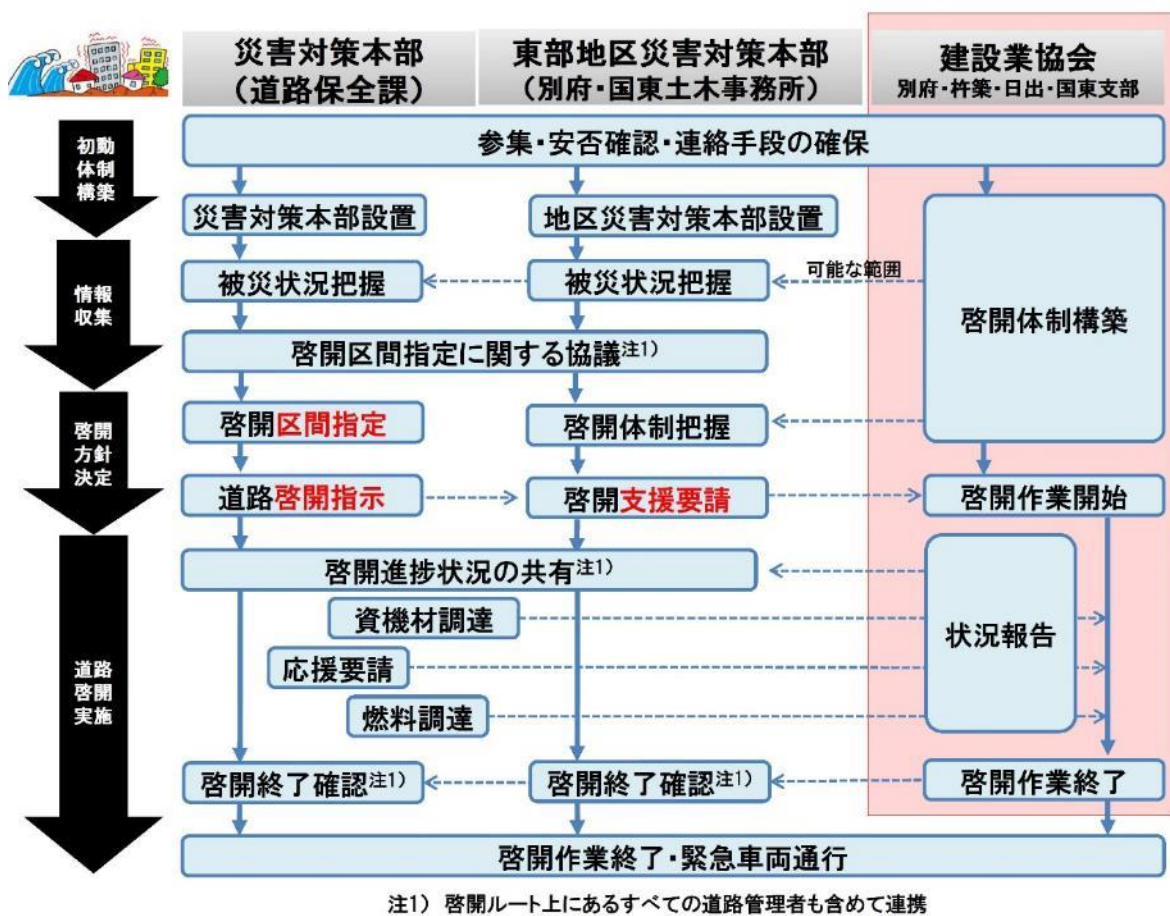 災害対策本部
(道路保全課)
東部地区災害対策本部
(別府・国東土木事務所)
建設業協会
別府・杵築・日出・国東支部
初動
体制
構築
参集・安否確認・連絡手段の確保
災害対策本部設置
地区災害対策本部設置
情報
収集
被災状況把握
被災状況把握
可能な範囲
啓開体制構築
啓開区間指定に関する協議注1)
啓開
方針
決定
啓開区間指定
啓開体制把握
道路啓開指示
啓開支援要請
啓開作業開始
道路
啓開
実施
啓開進捗状況の共有注1)
資機材調達
状況報告
応援要請
燃料調達
啓開終了確認注1)
啓開終了確認注1)
啓開作業終了
啓開作業終了・緊急車両通行
注1) 啓開ルート上にあるすべての道路管理者も含めて連携